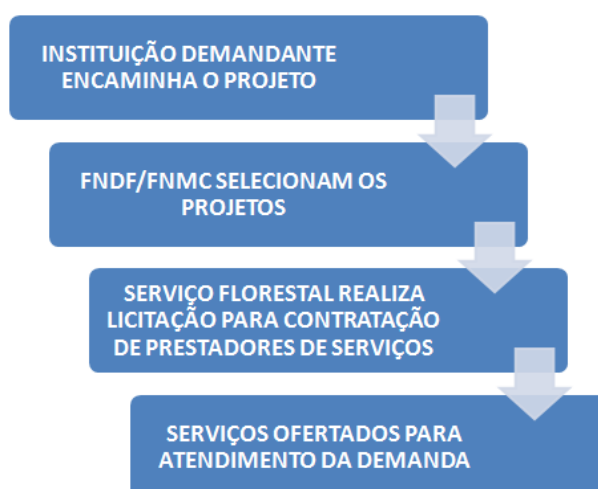 INSTITUIÇÃO DEMANDANTE
ENCAMINHA O PROJETO
FNDF/FNMC SELECIONAM OS
PROJETOS
SERVIÇO FLORESTAL REALIZA
LICITAÇÃO PARA CONTRATAÇÃO
DE PRESTADORES DE SERVIÇOS
SERVIÇOS OFERTADOS PARA
ATENDIMENTO DA DEMANDA